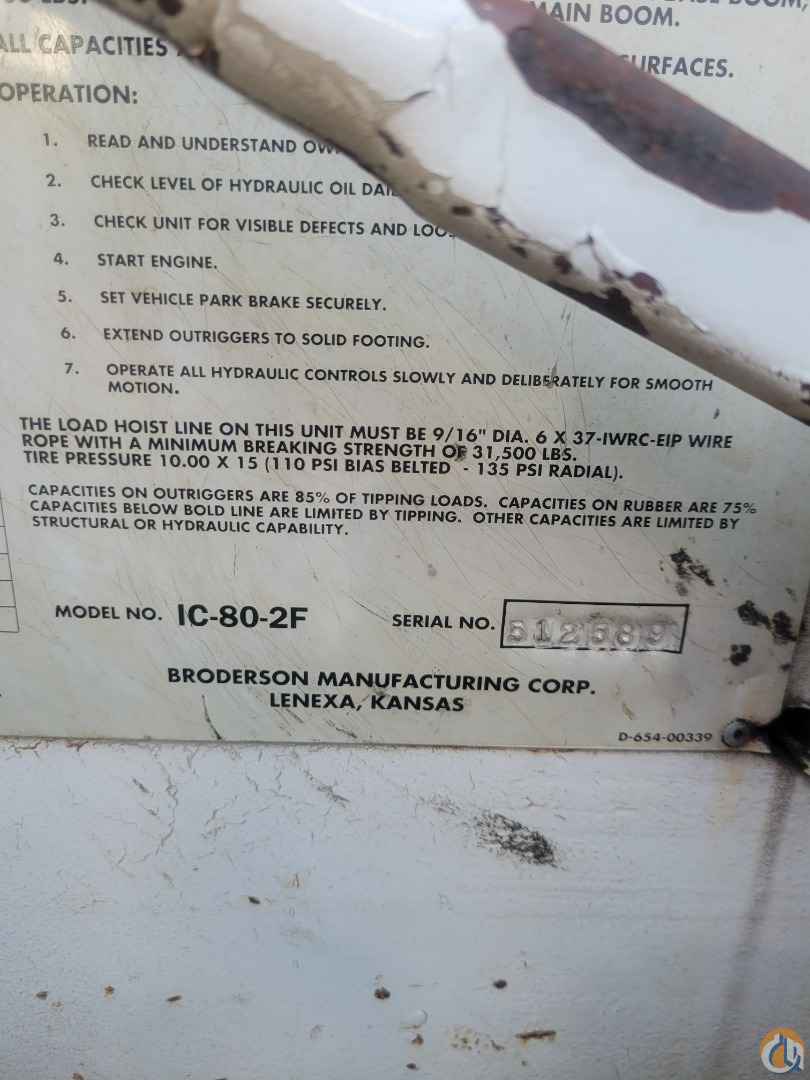 MAIN BOOM.
ALL CAPACITIES
SURFACES.
OPERATION:
1. READ AND UNDERSTAND
2. CHECK LEVEL OF HYDRAULIC OIL
3. CHECK UNIT FOR VISIBLE DEFECTS AND
4. START ENGINE.
5. SET VEHICLE PARK BRAKE SECURELY.
6. EXTEND OUTRIGGERS TO SOLID FOOTING.
7. OPERATE ALL HYDRAULIC CONTROLS SLOWLY AND DELIBERATELY FOR SMOOTH
MOTION.
THE LOAD HOIST LINE ON THIS UNIT MUST BE 9/16" DIA. 6 X 37-IWRC-EIP WIRE
ROPE WITH A MINIMUM BREAKING STRENGTH OF 31,500 LBS.
TIRE PRESSURE 10.00 X 15 (110 PSI BIAS BELTED - 135 PSI RADIAL).
CAPACITIES ON OUTRIGGERS ARE 85% OF TIPPING LOADS. CAPACITIES ON RUBBER ARE 75%
CAPACITIES BELOW BOLD LINE ARE LIMITED BY TIPPING. OTHER CAPACITIES ARE LIMITED BY
STRUCTURAL OR HYDRAULIC CAPABILITY.
MODEL NO. IC-80-2F SERIAL NO. 512589
BRODERSON MANUFACTURING CORP.
LENEXA, KANSAS
D-654-00339